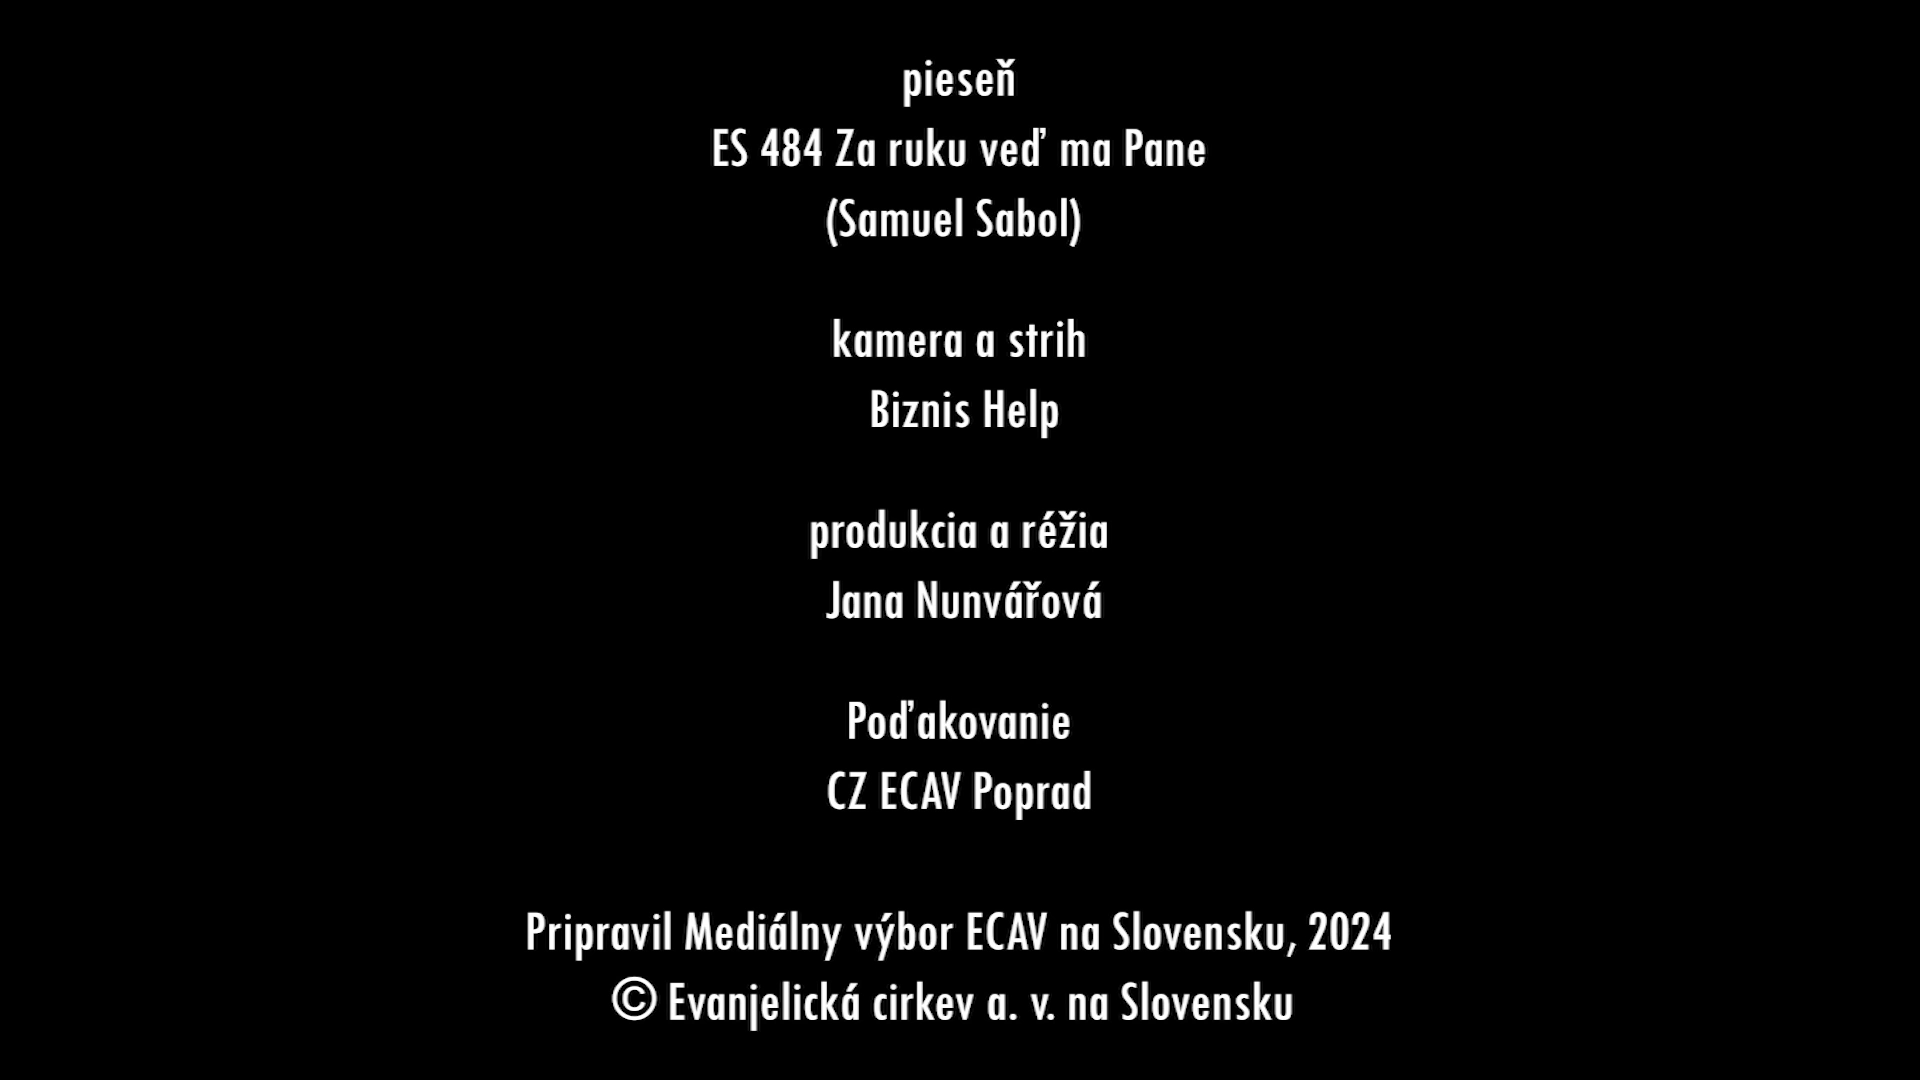 pieseň
ES 484 Za ruku veď ma Pane
(Samuel Sabol)
kamera a strih
Biznis Help
produkcia a réžia
Jana Nunvářová
Poďakovanie
CZ ECAV Poprad
Pripravil Mediálny výbor ECAV na Slovensku, 2024
© Evanjelická cirkev a. v. na Slovensku